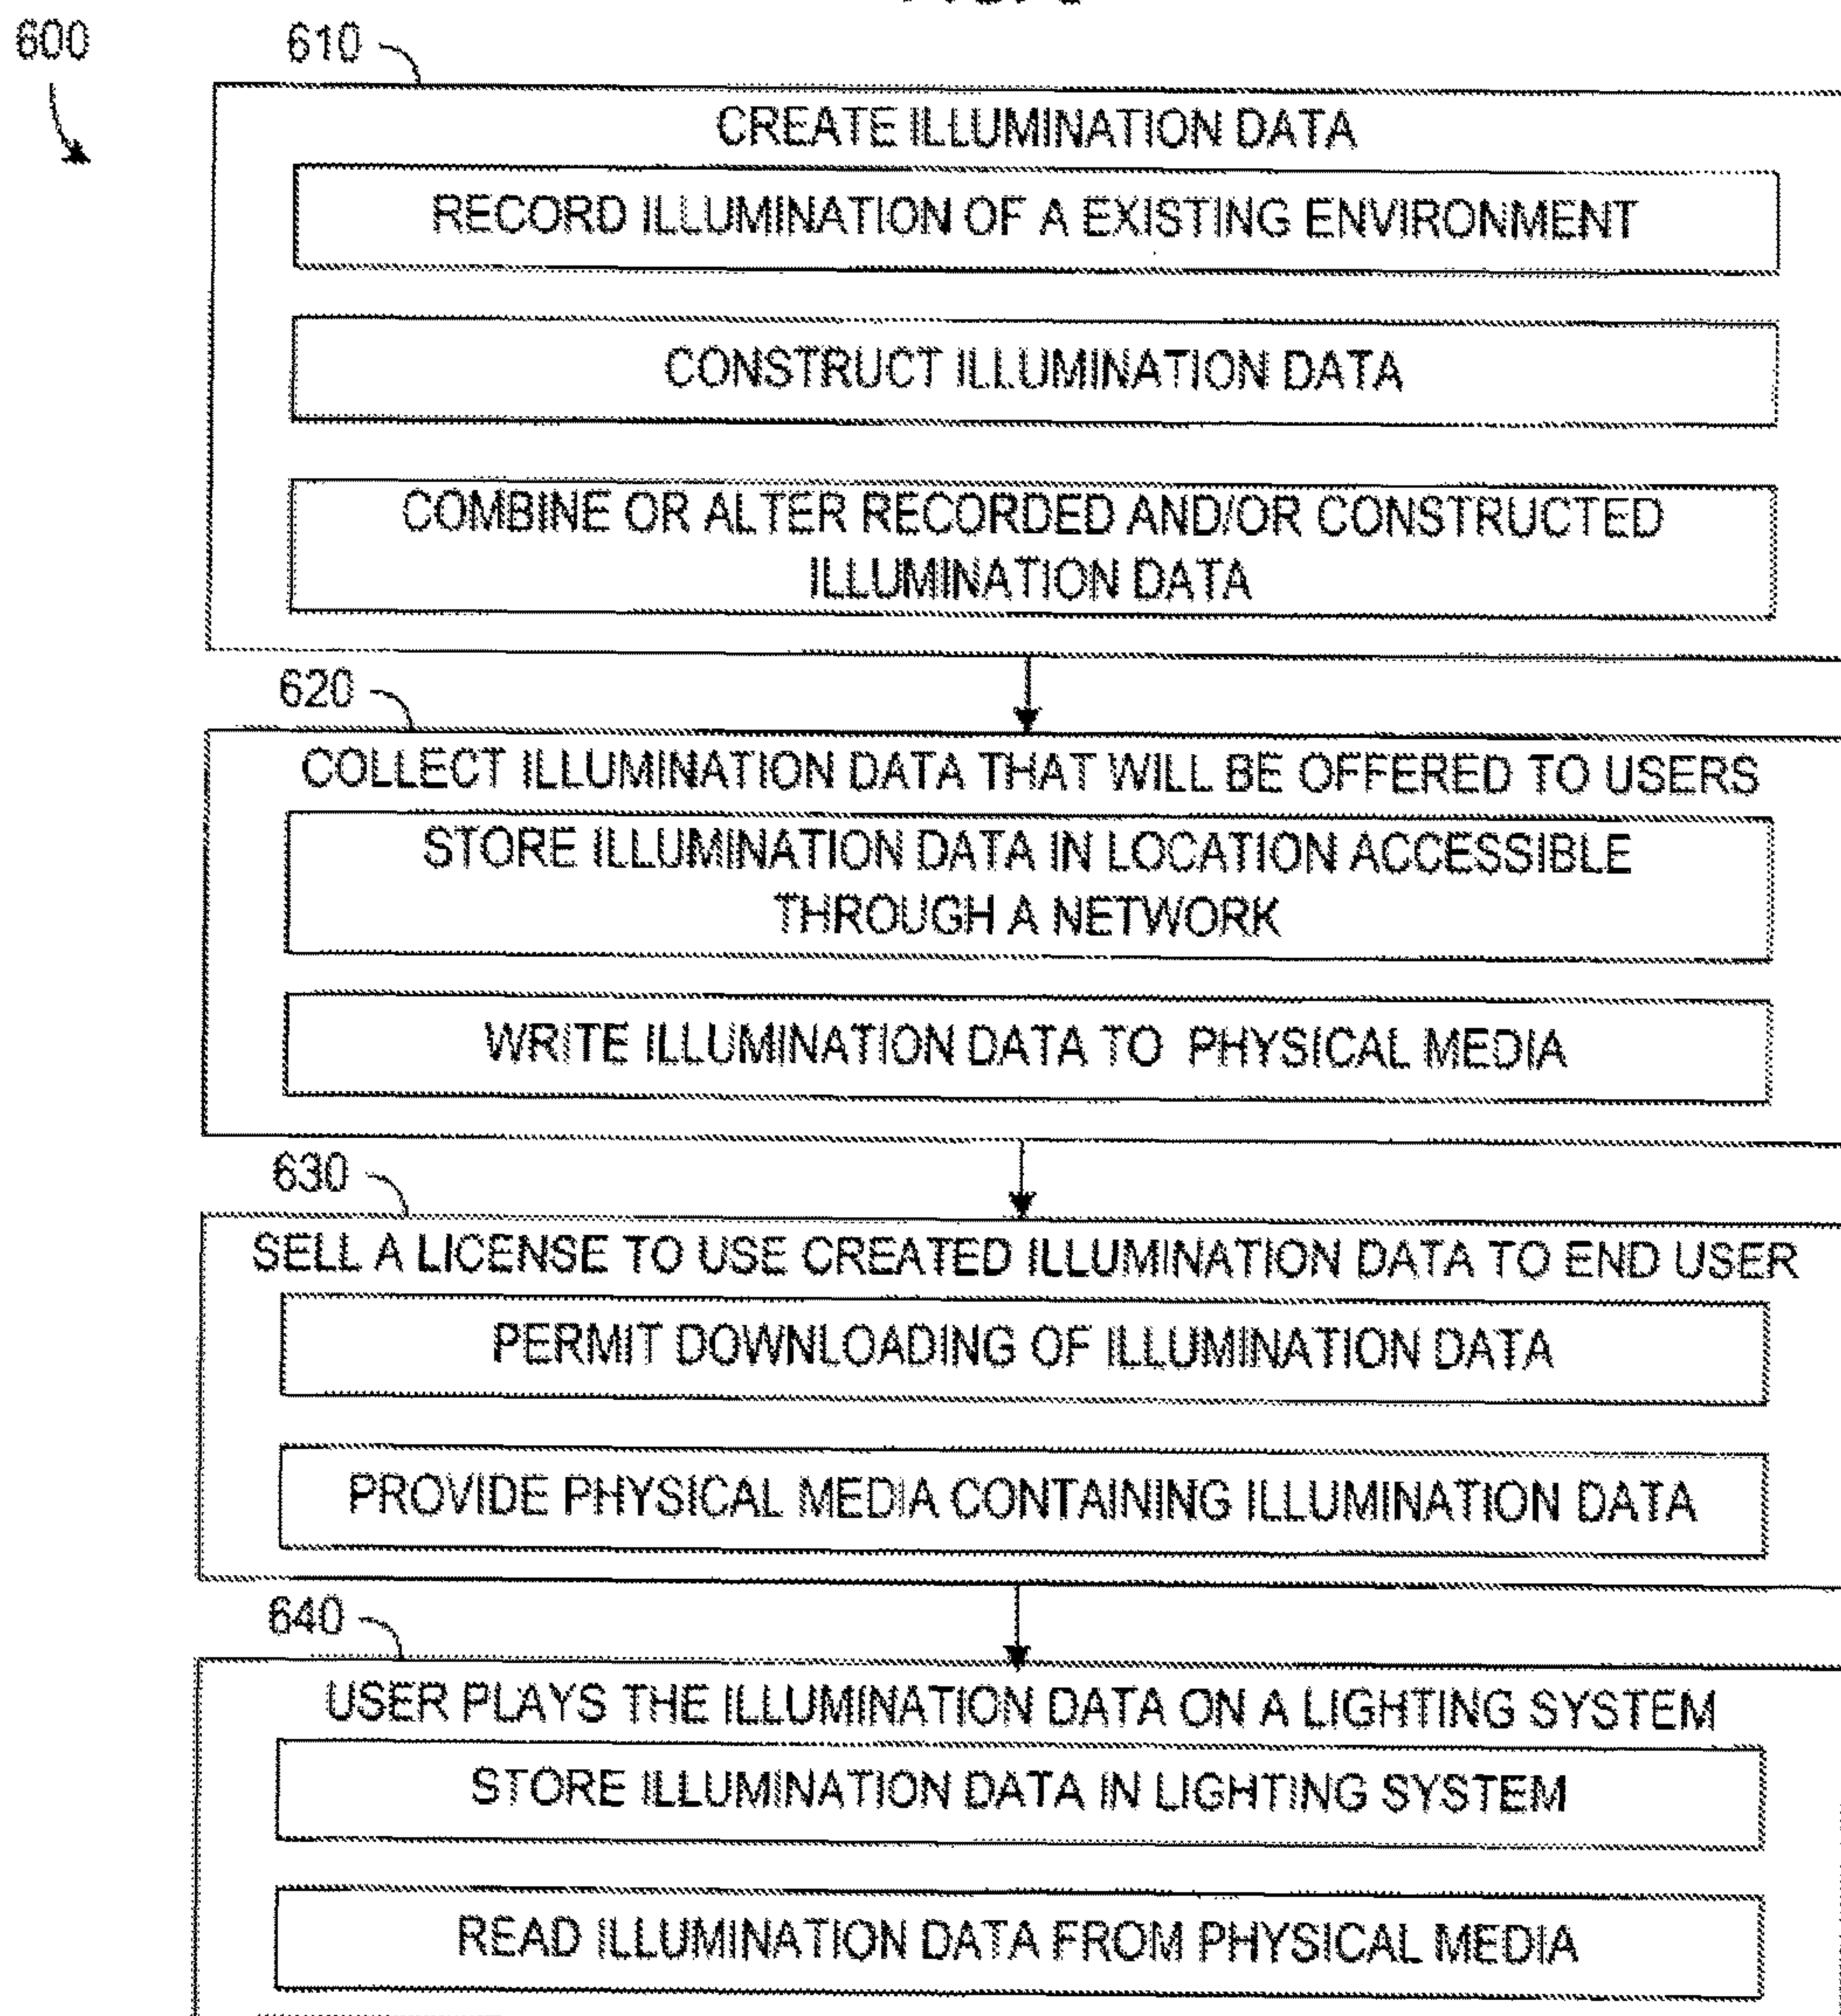 600
610
CREATE ILLUMINATION DATA
RECORD ILLUMINATION OF A EXISTING ENVIRONMENT
CONSTRUCT ILLUMINATION DATA
COMBINE OR ALTER RECORDED AND/OR CONSTRUCTED
ILLUMINATION DATA
620
COLLECT ILLUMINATION DATA THAT WILL BE OFFERED TO USERS
STORE ILLUMINATION DATA IN LOCATION ACCESSIBLE
THROUGH A NETWORK
WRITE ILLUMINATION DATA TO PHYSICAL MEDIA
630
SELL A LICENSE TO USE CREATED ILLUMINATION DATA TO END USER
PERMIT DOWNLOADING OF ILLUMINATION DATA
PROVIDE PHYSICAL MEDIA CONTAINING ILLUMINATION DATA
640
USER PLAYS THE ILLUMINATION DATA ON A LIGHTING SYSTEM
STORE ILLUMINATION DATA IN LIGHTING SYSTEM
READ ILLUMINATION DATA FROM PHYSICAL MEDIA